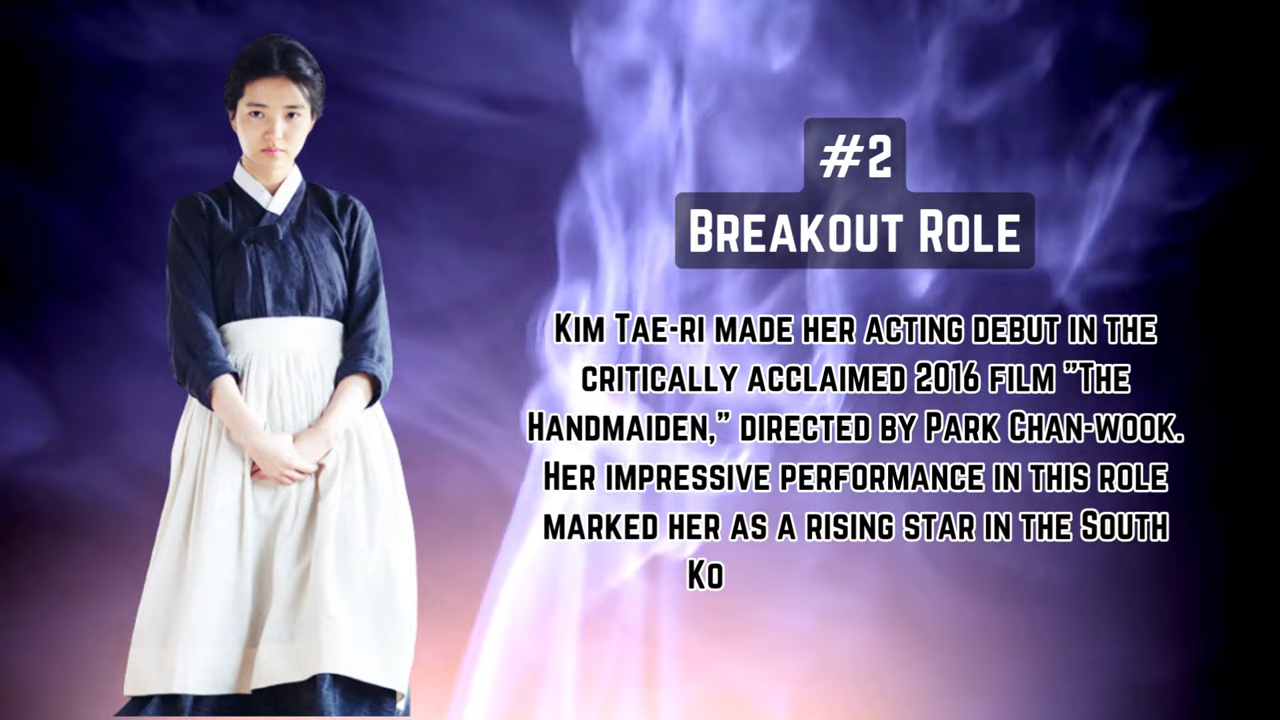 #2
Breakout Role
Kim Tae-ri made her acting debut in the
critically acclaimed 2016 film "The
Handmaiden," directed by Park Chan-wook.
Her impressive performance in this role
marked her as a rising star in the South
Ko